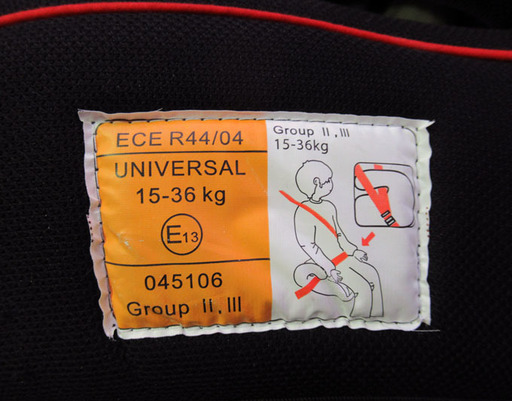 ECE R44/04
UNIVERSAL
15-36 kg
E13
045106
Group II,III
Group II,III
15-36kg